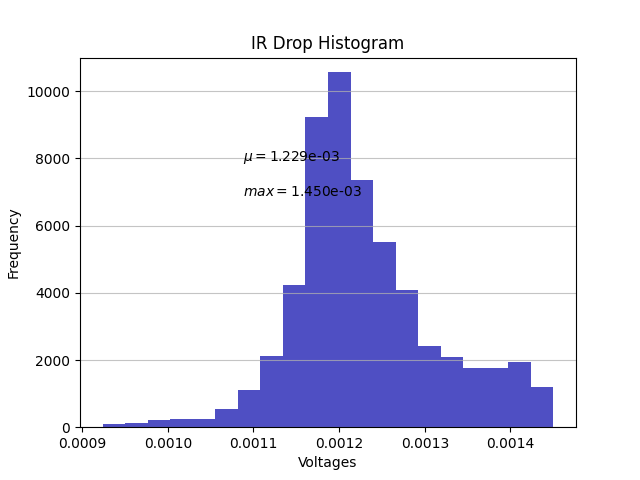 IR Drop Histogram
10000
8000
6000
4000
2000
0
Frequency
μ = 1.229e-03
max = 1.450e-03
0.0009 0.0010 0.0011 0.0012 0.0013 0.0014
Voltages